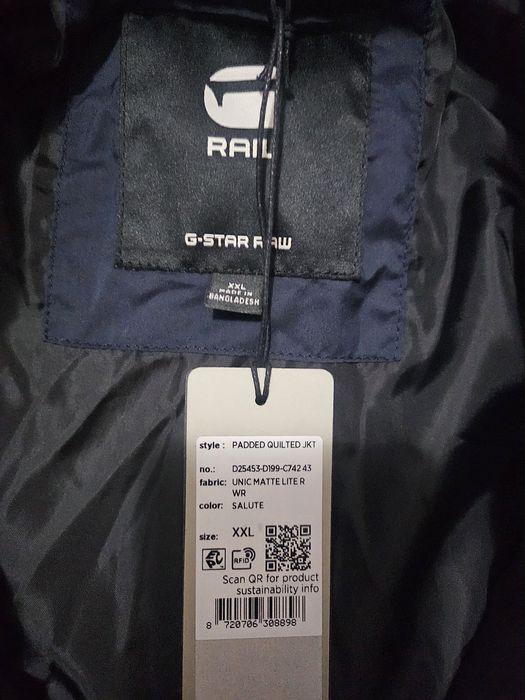 RAW
G-STAR RAW
XXL
MADE IN
BANGLADESH
style : PADDED QUILTED JKT
no.: D25453-D199-C742 43
fabric: UNIC MATTE LITE R
WR
color: SALUTE
size: XXL
RFID
Scan QR for product
sustainability info
8 720706 308898